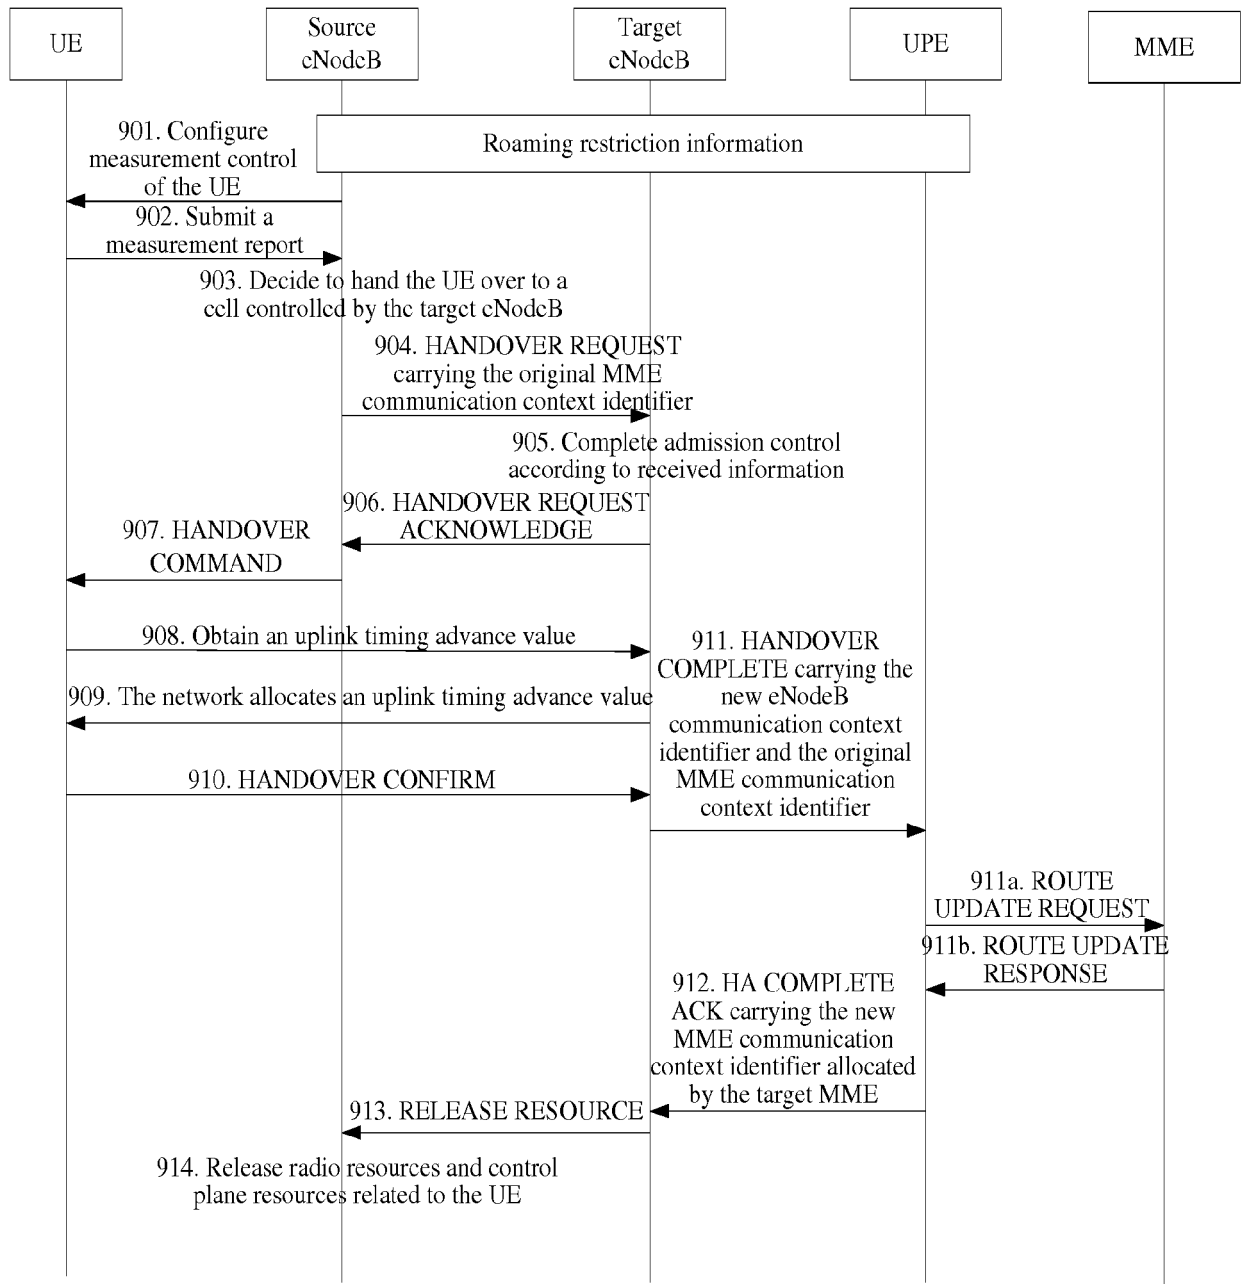 UE
Source
eNodeB
Target
eNodeB
UPE
MME
Roaming restriction information
901. Configure
measurement control
of the UE
902. Submit a
measurement report
903. Decide to hand the UE over to a
cell controlled by the target eNodeB
904. HANDOVER REQUEST
carrying the original MME
communication context identifier
905. Complete admission control
according to received information
906. HANDOVER REQUEST
ACKNOWLEDGE
907. HANDOVER
COMMAND
908. Obtain an uplink timing advance value
909. The network allocates an uplink timing advance value
910. HANDOVER CONFIRM
911. HANDOVER
COMPLETE carrying the
new eNodeB
communication context
identifier and the original
MME communication
context identifier
911a. ROUTE
UPDATE REQUEST
911b. ROUTE UPDATE
RESPONSE
912. HA COMPLETE
ACK carrying the new
MME communication
context identifier allocated
by the target MME
913. RELEASE RESOURCE
914. Release radio resources and control
plane resources related to the UE